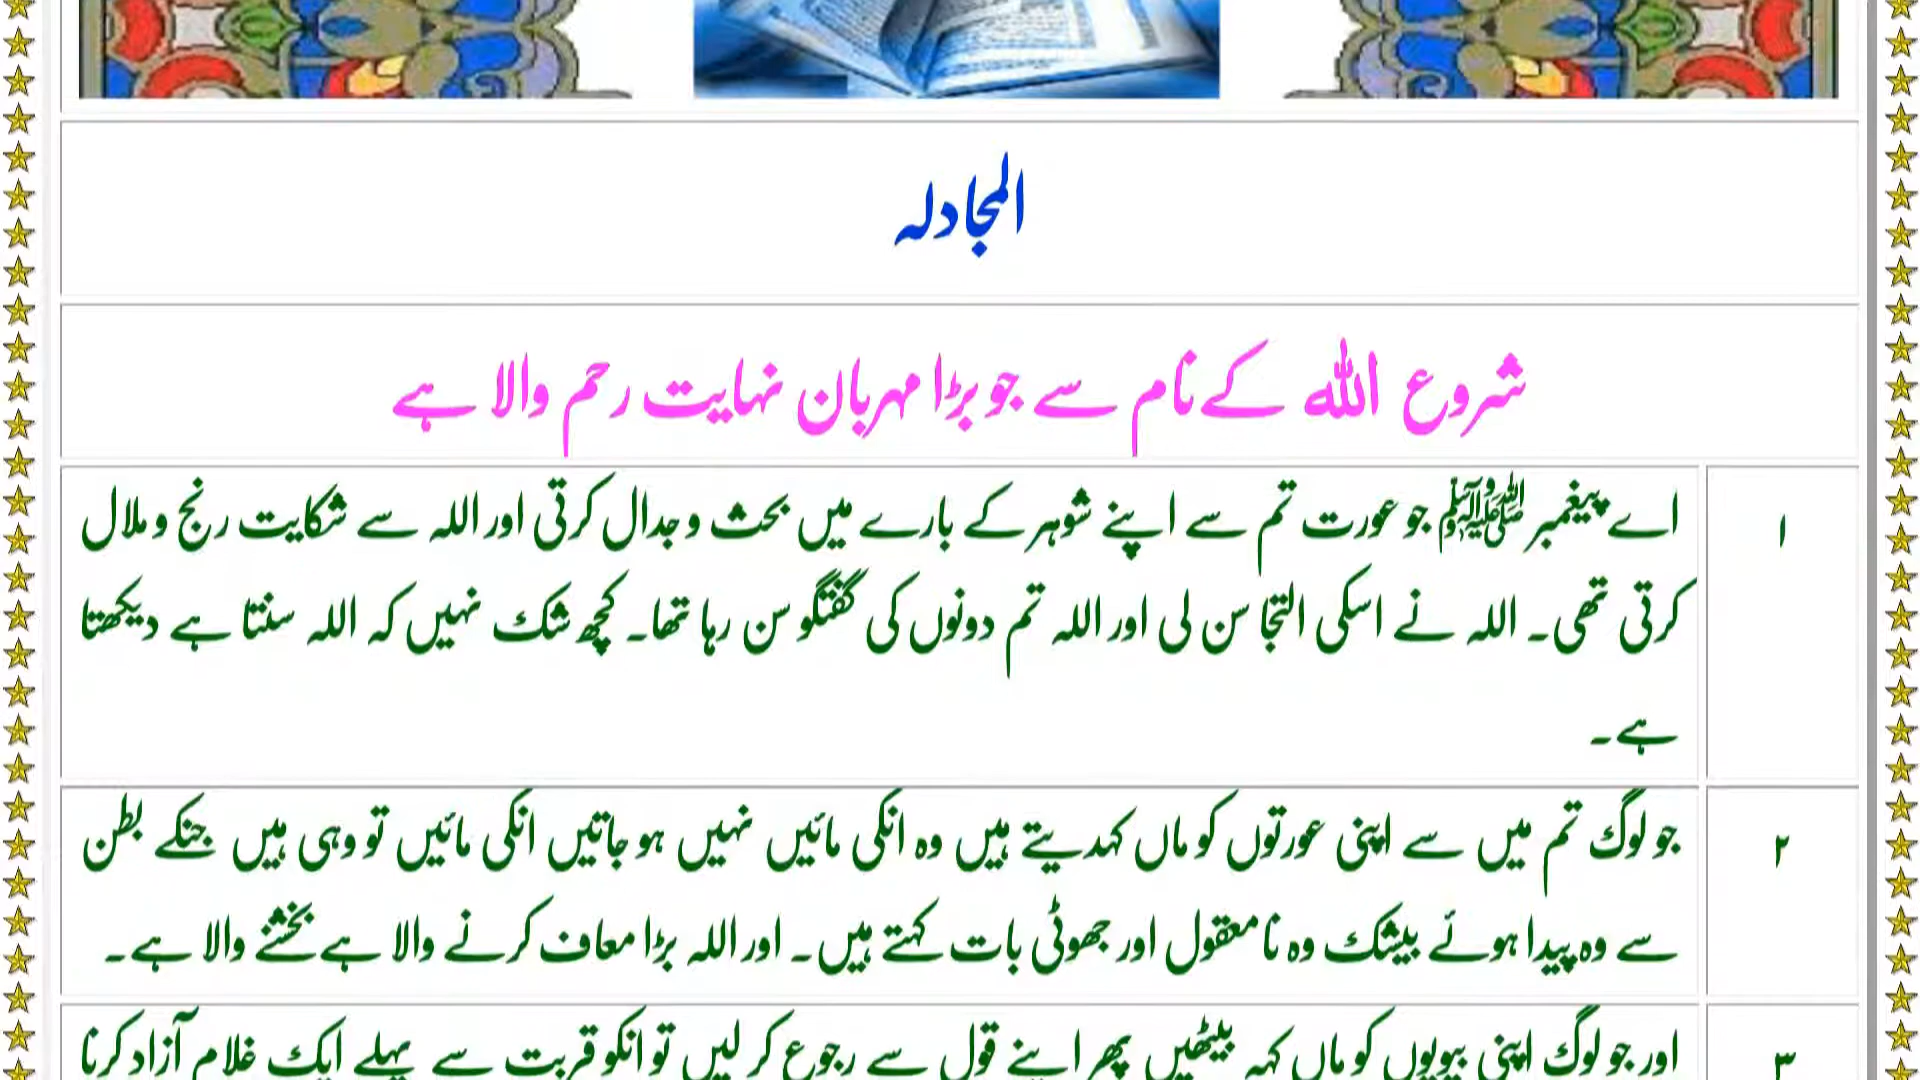 المجادلہ
شروع اللہ کے نام سے جو بڑا مہربان نہایت رحم والا ہے
۱
اے پیغمبر ﷺ جو عورت تم سے اپنے شوہر کے بارے میں بحث و جدال کرتی اور اللہ سے شکایت رنج و ملال
کرتی تھی۔ اللہ نے اسکی التجا سن لی اور اللہ تم دونوں کی گفتگو سن رہا تھا۔ کچھ شک نہیں کہ اللہ سنتا ہے دیکھتا
ہے۔
۲
جو لوگ تم میں سے اپنی عورتوں کو ماں کہدیتے ہیں وہ انکی مائیں نہیں ہو جاتیں انکی مائیں تو وہی ہیں جنکے بطن
سے وہ پیدا ہوئے بیشک وہ نامعقول اور جھوٹی بات کہتے ہیں۔ اور اللہ بڑا معاف کرنے والا ہے بخشنے والا ہے۔
۳
اور جو لوگ اپنی بیویوں کو ماں کہہ بیٹھیں پھر اپنے قول سے رجوع کر لیں تو انکو قربت سے پہلے ایک غلام آزاد کرنا